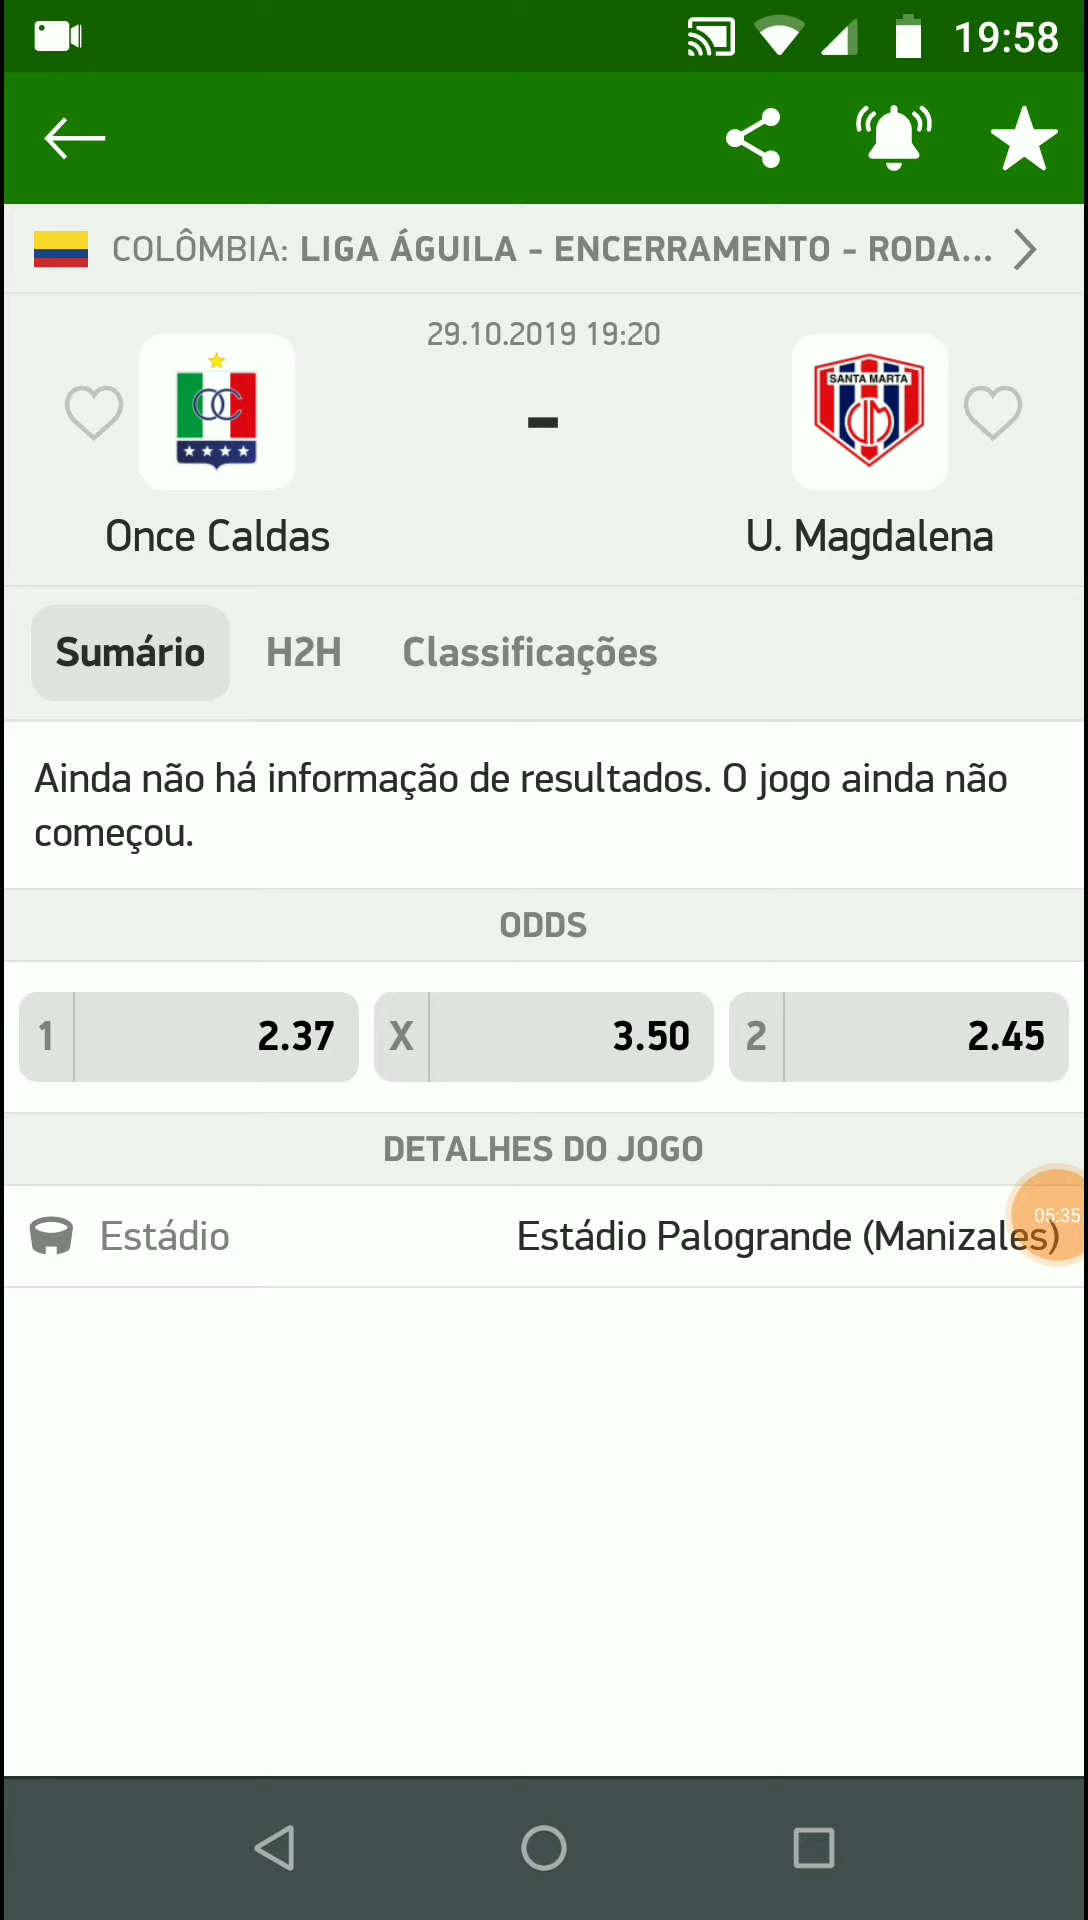 19:58
COLÔMBIA: LIGA ÁGUILA - ENCERRAMENTO - RODA...
29.10.2019 19:20
SANTA MARTA
-
Once Caldas
U. Magdalena
Sumário H2H Classificações
Ainda não há informação de resultados. O jogo ainda não
começou.
ODDS
1 2.37 X 3.50 2 2.45
DETALHES DO JOGO
05:35
Estádio Estádio Palogrande (Manizales)